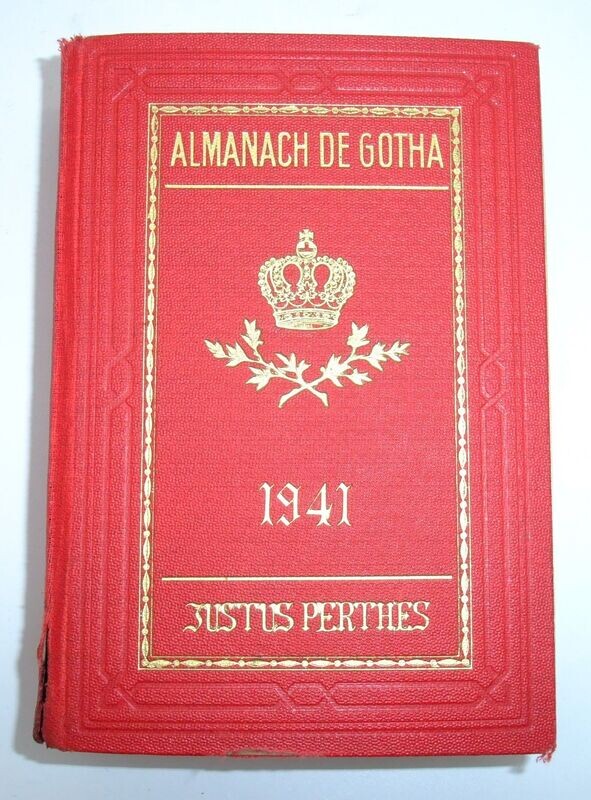 ALMANACH DE GOTHA
1941
JUSTUS PERTHES